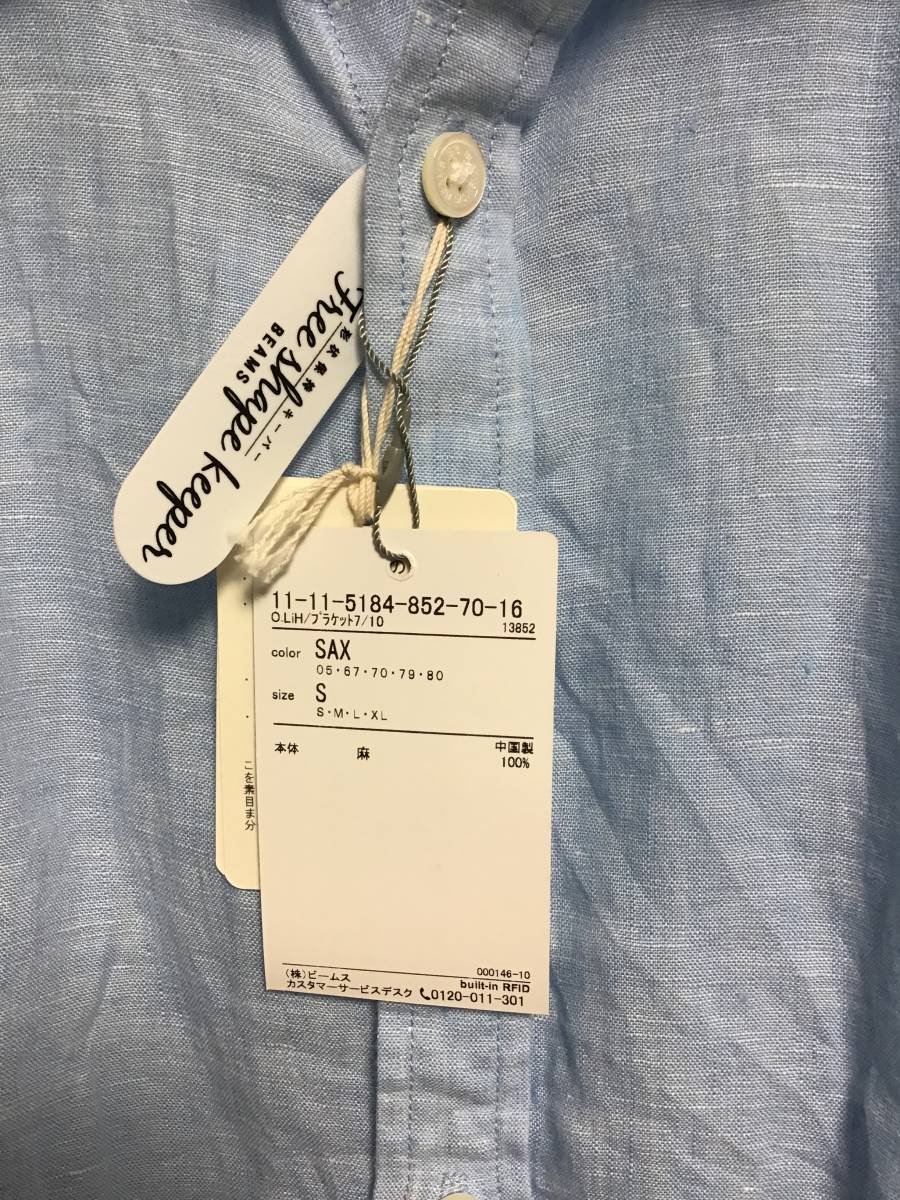 Free shape keeper
形状保持キーパー
BEAMS
の
11-11-5184-852-70-16
O.LiH/ﾌﾟﾗｹｯﾄ7/10 13852
color SAX
05・67・70・79・80
size S
S・M・L・XL
本体 麻 中国製
100%
こを素目ま分
000146-10
(株)ビームス built-in RFID
カスタマーサービスデスク 0120-011-301